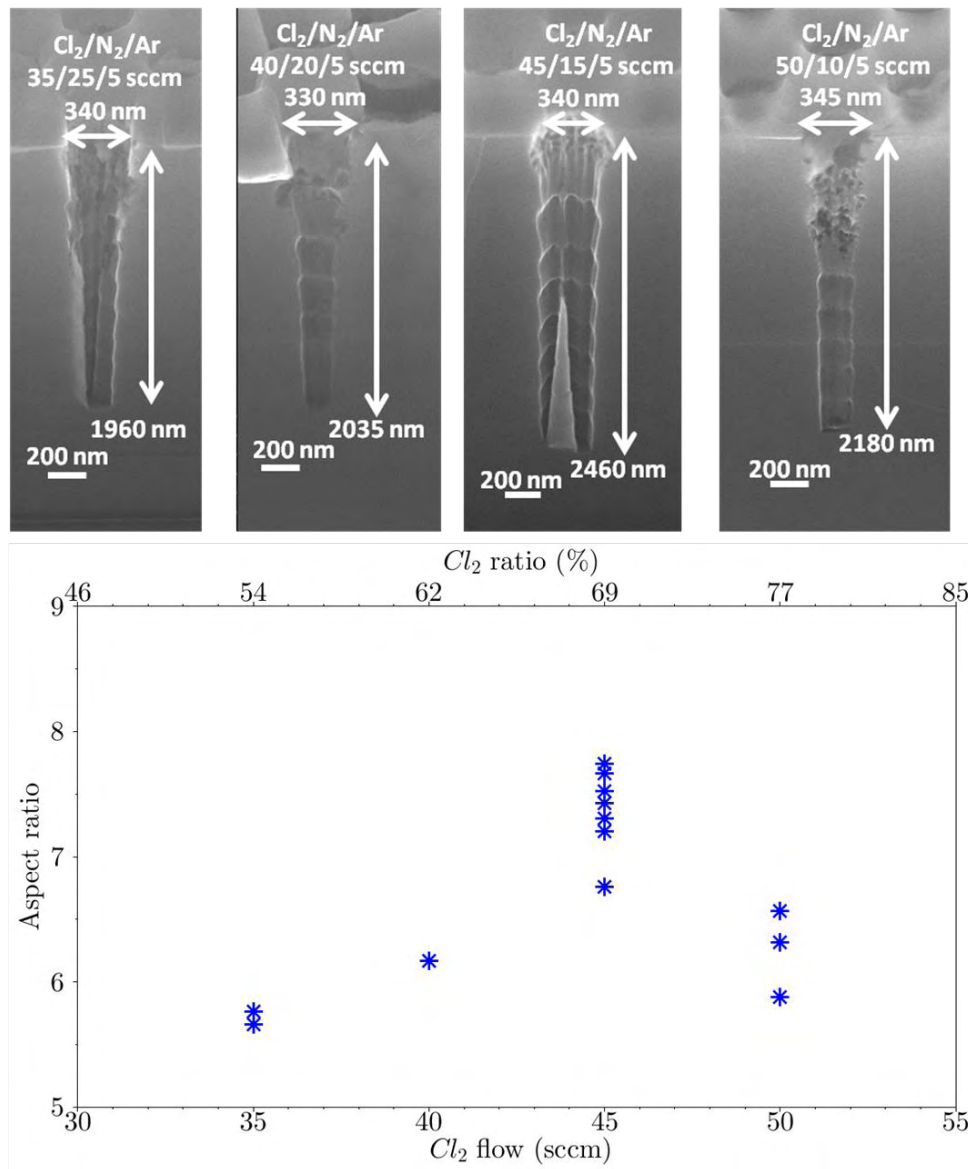 Cl₂/N₂/Ar
35/25/5 sccm
340 nm
1960 nm
200 nm
Cl₂/N₂/Ar
40/20/5 sccm
330 nm
2035 nm
200 nm
Cl₂/N₂/Ar
45/15/5 sccm
340 nm
2460 nm
200 nm
Cl₂/N₂/Ar
50/10/5 sccm
345 nm
2180 nm
200 nm
Cl₂ ratio (%)
46 54 62 69 77 85
9
8
7
6
5
Aspect ratio
30 35 40 45 50 55
Cl₂ flow (sccm)